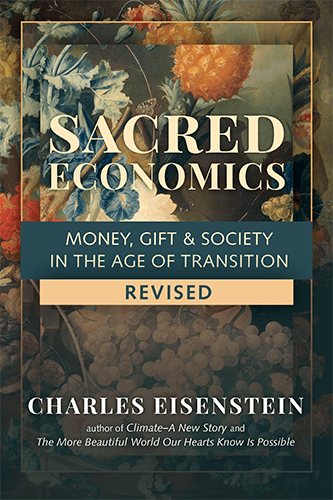 SACRED
ECONOMICS
MONEY, GIFT & SOCIETY
IN THE AGE OF TRANSITION
REVISED
CHARLES EISENSTEIN
author of Climate–A New Story and
The More Beautiful World Our Hearts Know Is Possible